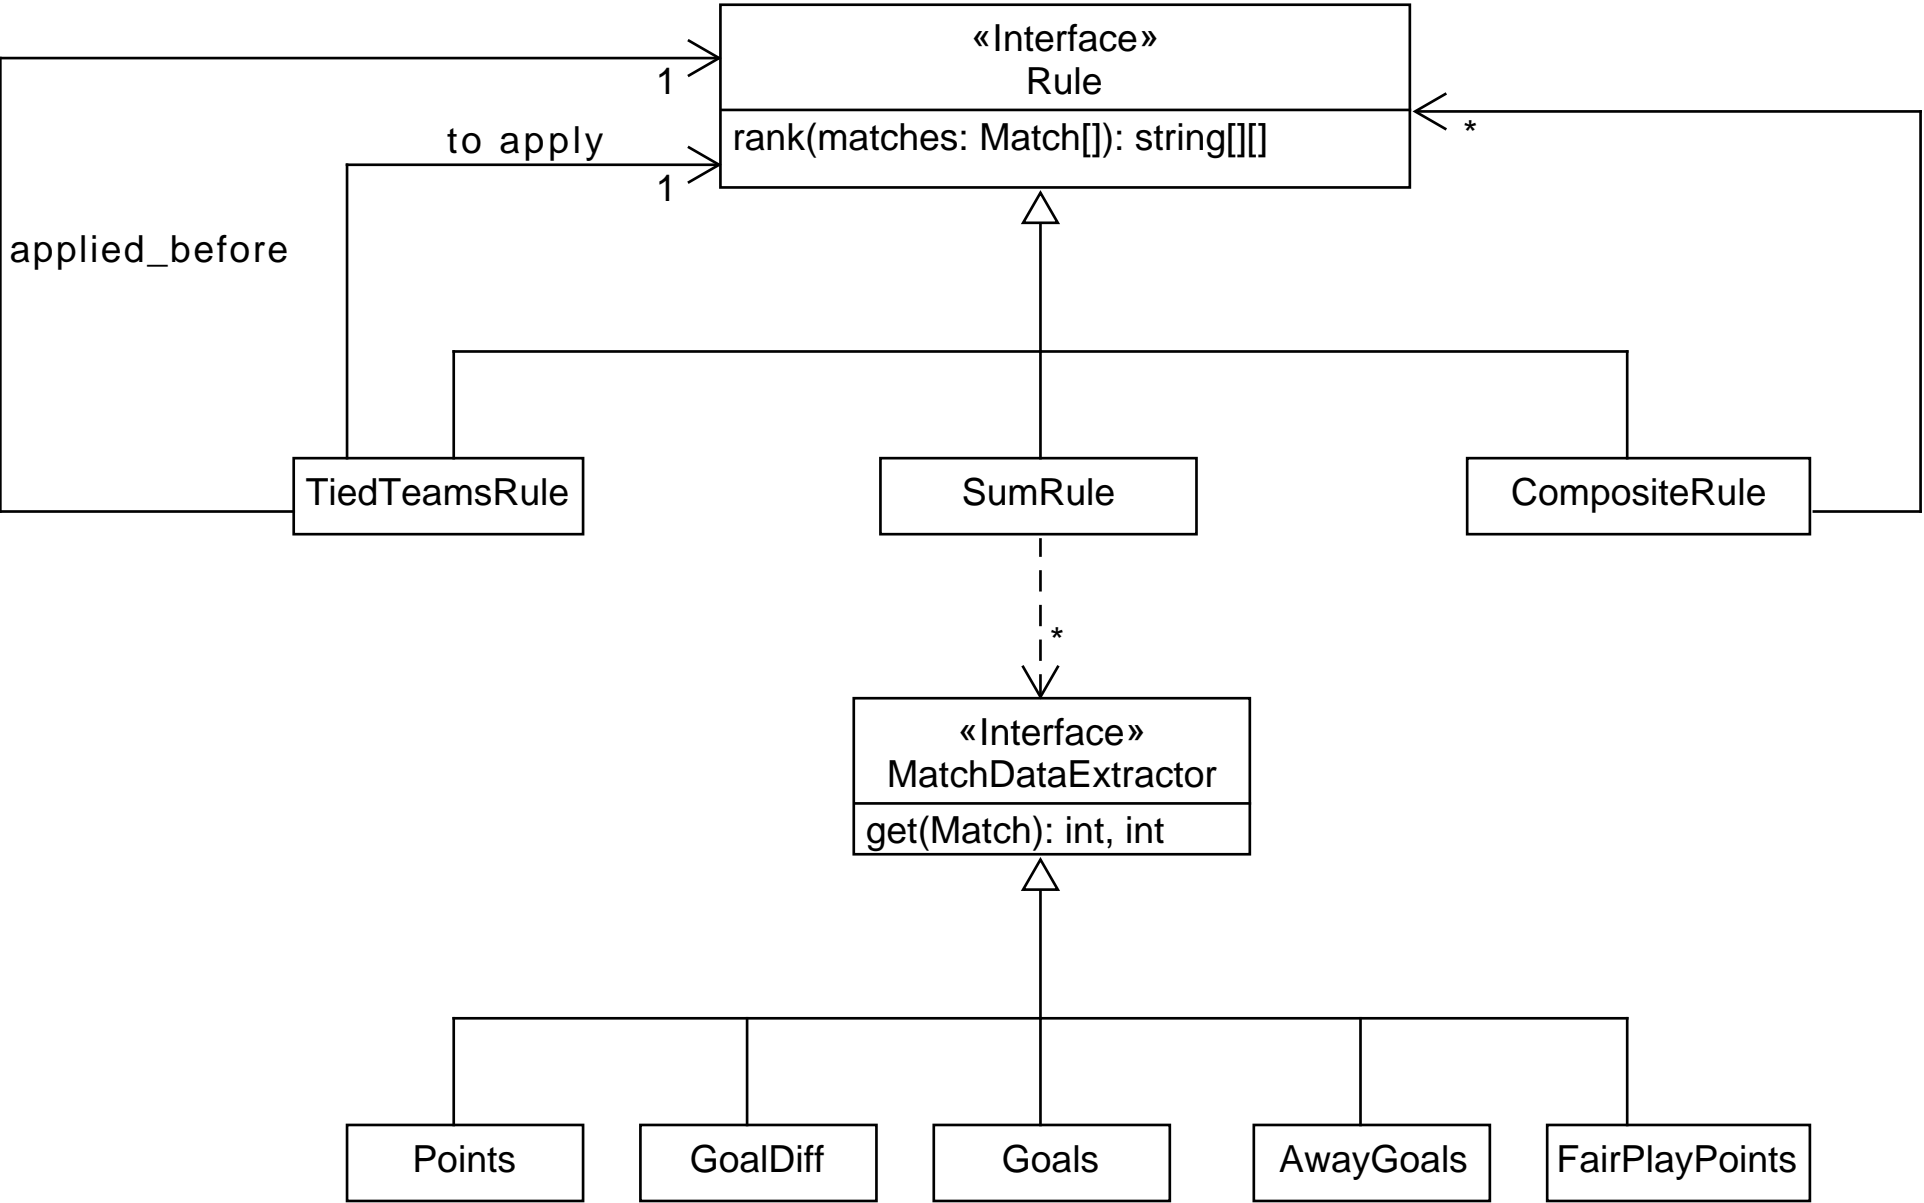 «Interface»
Rule
1
to apply
rank(matches: Match[]): string[][]
*
1
applied_before
TiedTeamsRule
SumRule
CompositeRule
*
«Interface»
MatchDataExtractor
get(Match): int, int
Points
GoalDiff
Goals
AwayGoals
FairPlayPoints